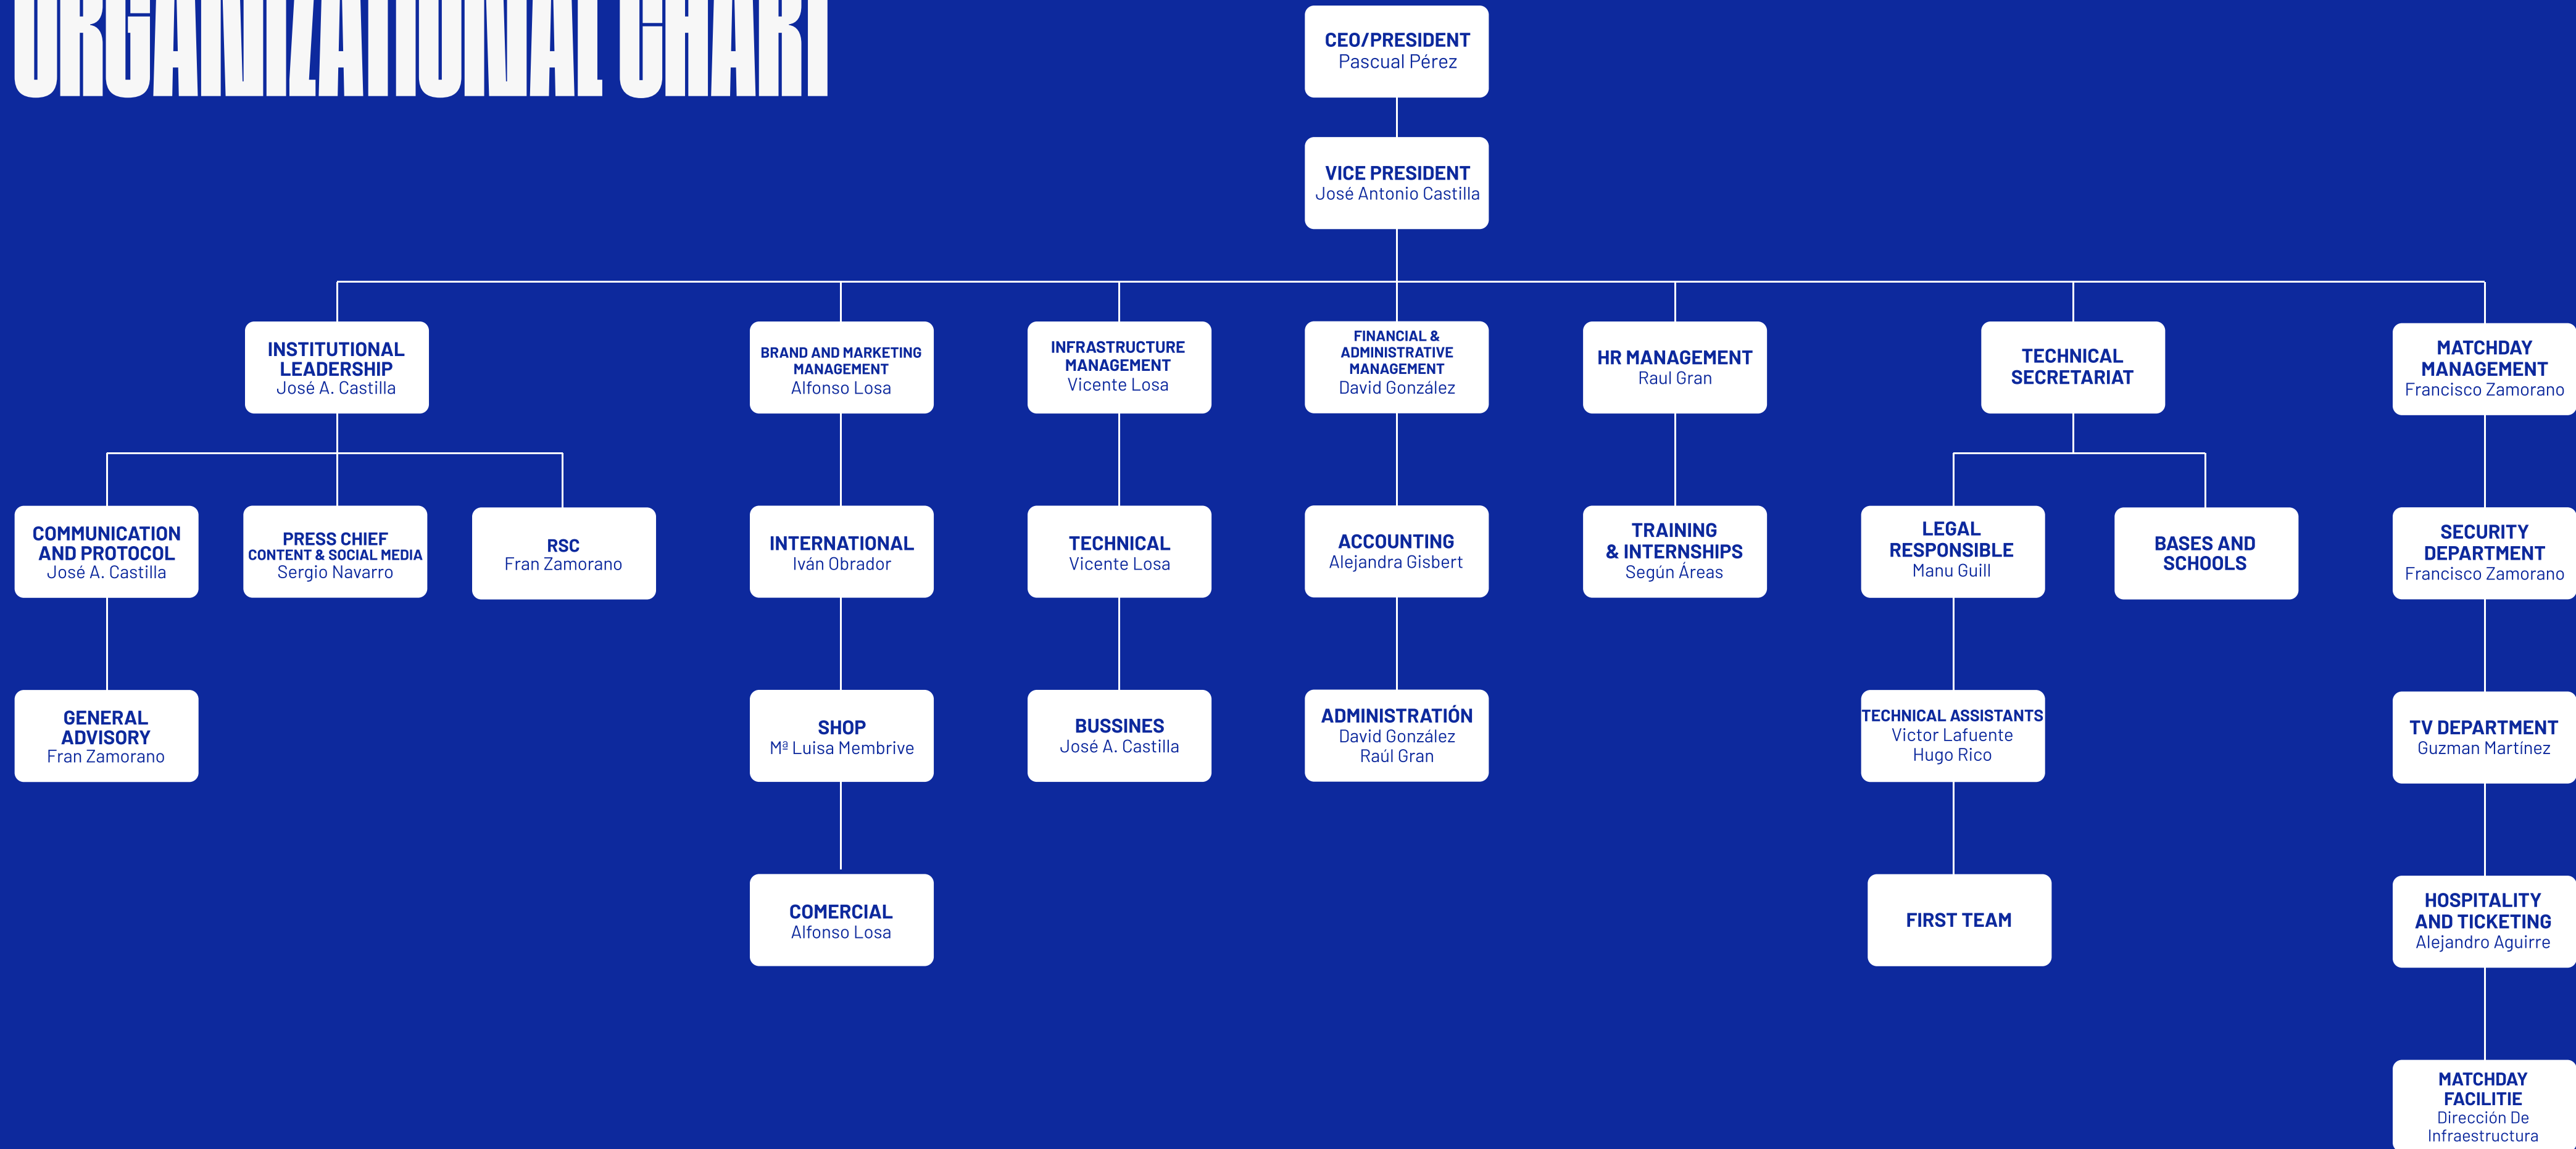 ORGANIZATIONAL CHART
CEO/PRESIDENT
Pascual Pérez
VICE PRESIDENT
José Antonio Castilla
INSTITUTIONAL
LEADERSHIP
José A. Castilla
BRAND AND MARKETING
MANAGEMENT
Alfonso Losa
INFRASTRUCTURE
MANAGEMENT
Vicente Losa
FINANCIAL &
ADMINISTRATIVE
MANAGEMENT
David González
HR MANAGEMENT
Raul Gran
TECHNICAL
SECRETARIAT
MATCHDAY
MANAGEMENT
Francisco Zamorano
COMMUNICATION
AND PROTOCOL
José A. Castilla
PRESS CHIEF
CONTENT & SOCIAL MEDIA
Sergio Navarro
RSC
Fran Zamorano
INTERNATIONAL
Iván Obrador
TECHNICAL
Vicente Losa
ACCOUNTING
Alejandra Gisbert
TRAINING
& INTERNSHIPS
Según Áreas
LEGAL
RESPONSIBLE
Manu Guill
BASES AND
SCHOOLS
SECURITY
DEPARTMENT
Francisco Zamorano
GENERAL
ADVISORY
Fran Zamorano
SHOP
Mª Luisa Membrive
BUSSINES
José A. Castilla
ADMINISTRATIÓN
David González
Raúl Gran
TECHNICAL ASSISTANTS
Victor Lafuente
Hugo Rico
TV DEPARTMENT
Guzman Martínez
COMERCIAL
Alfonso Losa
FIRST TEAM
HOSPITALITY
AND TICKETING
Alejandro Aguirre
MATCHDAY
FACILITIE
Dirección De
Infraestructura